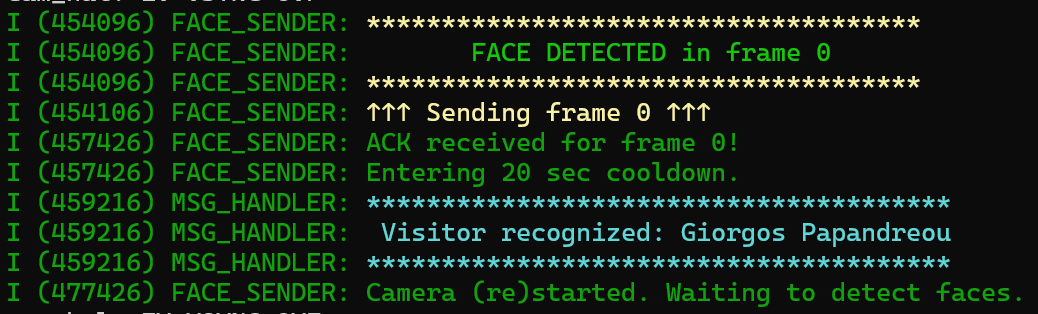 I (454096) FACE_SENDER: *************************************
I (454096) FACE_SENDER:        FACE DETECTED in frame 0
I (454096) FACE_SENDER: *************************************
I (454106) FACE_SENDER: ↑↑↑ Sending frame 0 ↑↑↑
I (457426) FACE_SENDER: ACK received for frame 0!
I (457426) FACE_SENDER: Entering 20 sec cooldown.
I (459216) MSG_HANDLER: ***************************************
I (459216) MSG_HANDLER:  Visitor recognized: Giorgos Papandreou
I (459216) MSG_HANDLER: ***************************************
I (477426) FACE_SENDER: Camera (re)started. Waiting to detect faces.